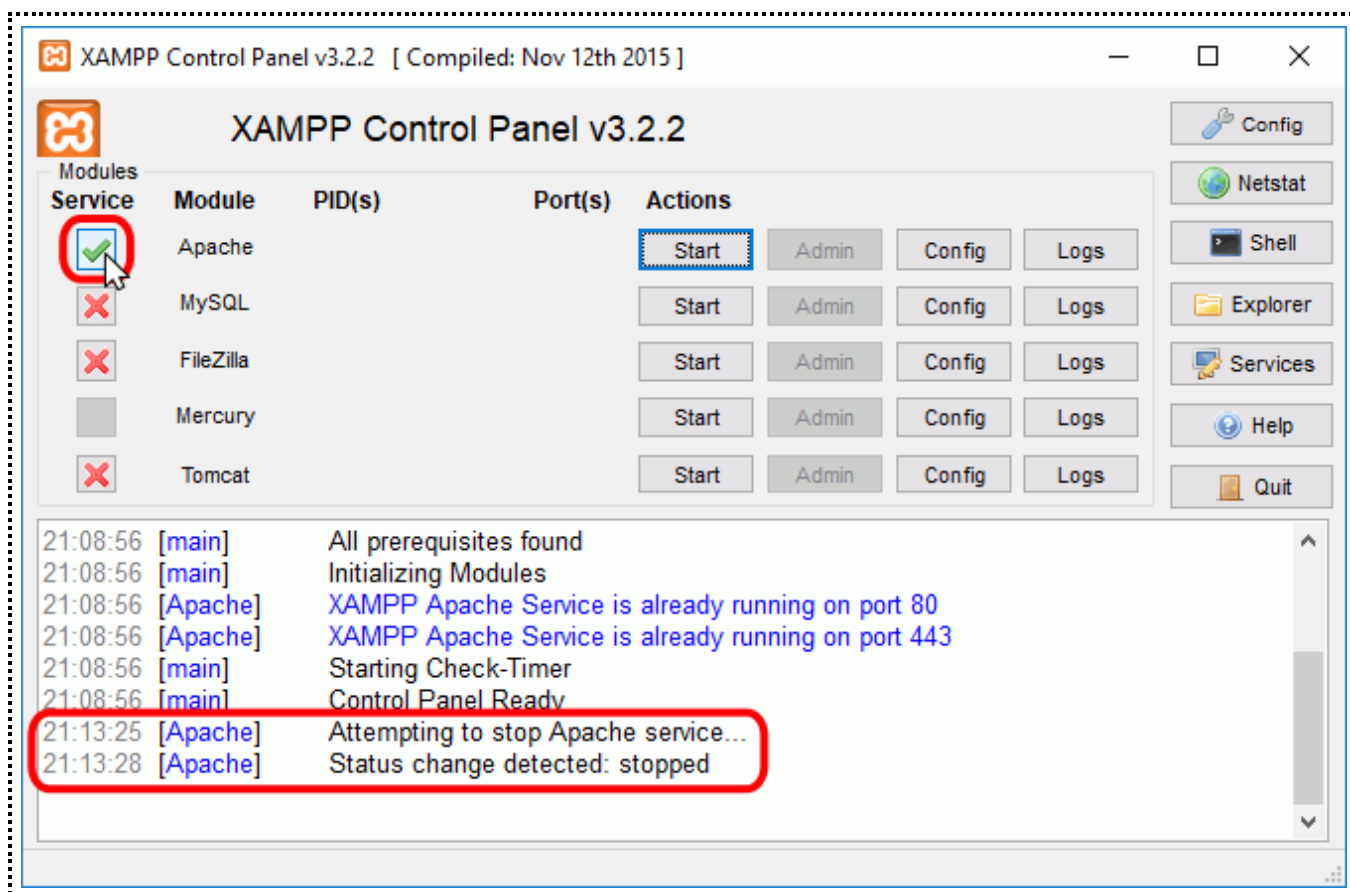 XAMPP Control Panel v3.2.2 [ Compiled: Nov 12th 2015 ]
XAMPP Control Panel v3.2.2
Config
Modules
Netstat
Service Module PID(s) Port(s) Actions
Apache Start Admin Config Logs
Shell
MySQL Start Admin Config Logs
Explorer
FileZilla Start Admin Config Logs
Services
Mercury Start Admin Config Logs
Help
Tomcat Start Admin Config Logs
Quit
21:08:56 [main] All prerequisites found
21:08:56 [main] Initializing Modules
21:08:56 [Apache] XAMPP Apache Service is already running on port 80
21:08:56 [Apache] XAMPP Apache Service is already running on port 443
21:08:56 [main] Starting Check-Timer
21:08:56 [main] Control Panel Ready
21:13:25 [Apache] Attempting to stop Apache service...
21:13:28 [Apache] Status change detected: stopped